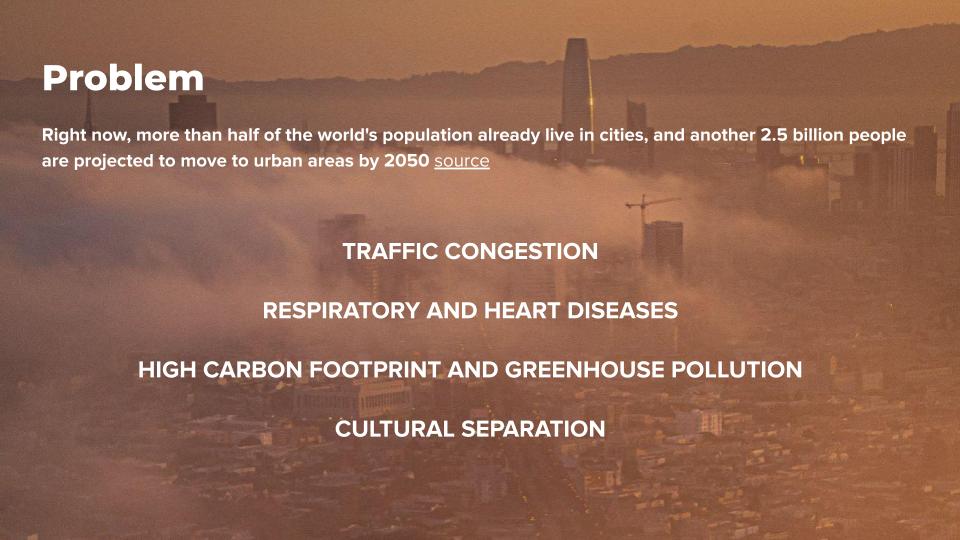 Problem
Right now, more than half of the world's population already live in cities, and another 2.5 billion people
are projected to move to urban areas by 2050 source
TRAFFIC CONGESTION
RESPIRATORY AND HEART DISEASES
HIGH CARBON FOOTPRINT AND GREENHOUSE POLLUTION
CULTURAL SEPARATION